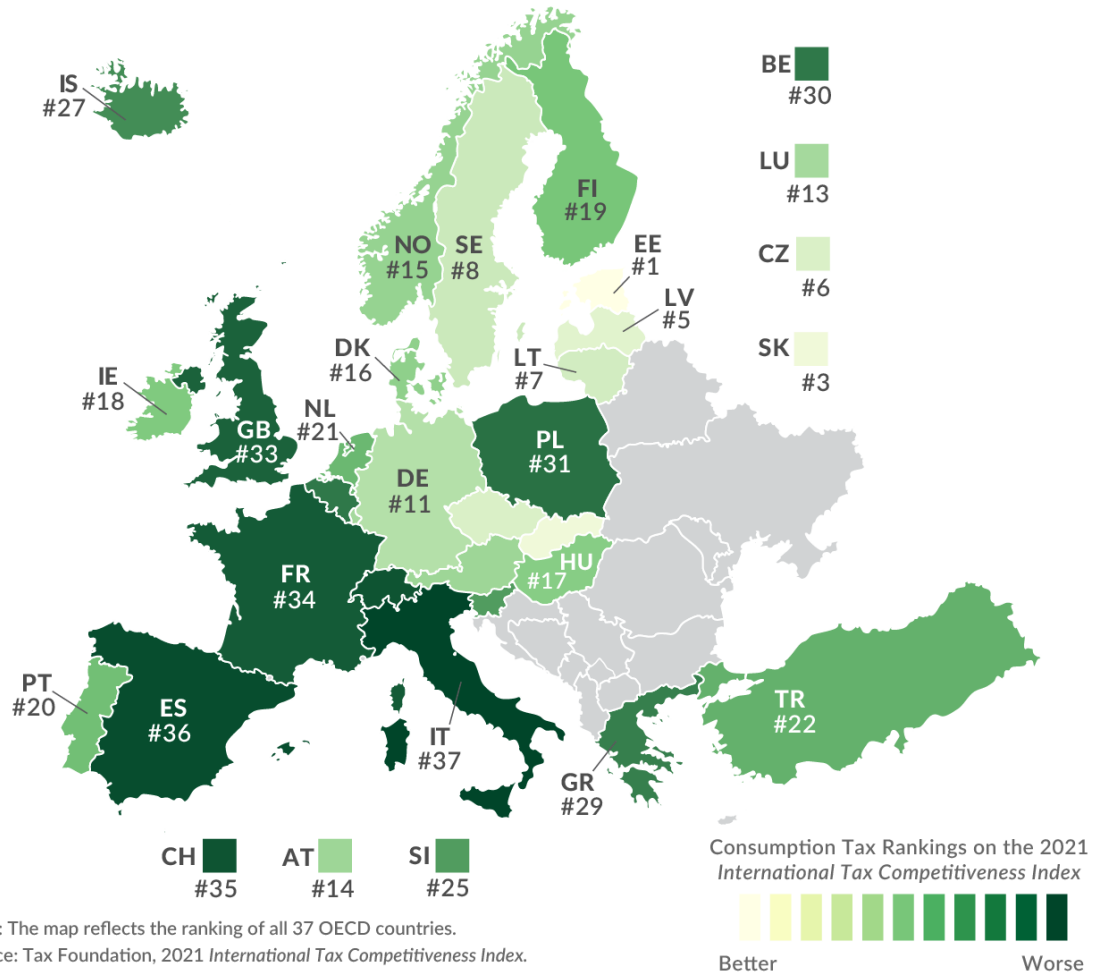 IS
#27
BE
#30
LU
#13
FI
#19
NO
#15
SE
#8
EE
#1
CZ
#6
LV
#5
DK
#16
LT
#7
SK
#3
IE
#18
NL
#21
GB
#33
PL
#31
DE
#11
HU
#17
FR
#34
PT
#20
ES
#36
IT
#37
TR
#22
GR
#29
CH
#35
AT
#14
SI
#25
Consumption Tax Rankings on the 2021
International Tax Competitiveness Index
Better
Worse
: The map reflects the ranking of all 37 OECD countries.
ce: Tax Foundation, 2021 International Tax Competitiveness Index.